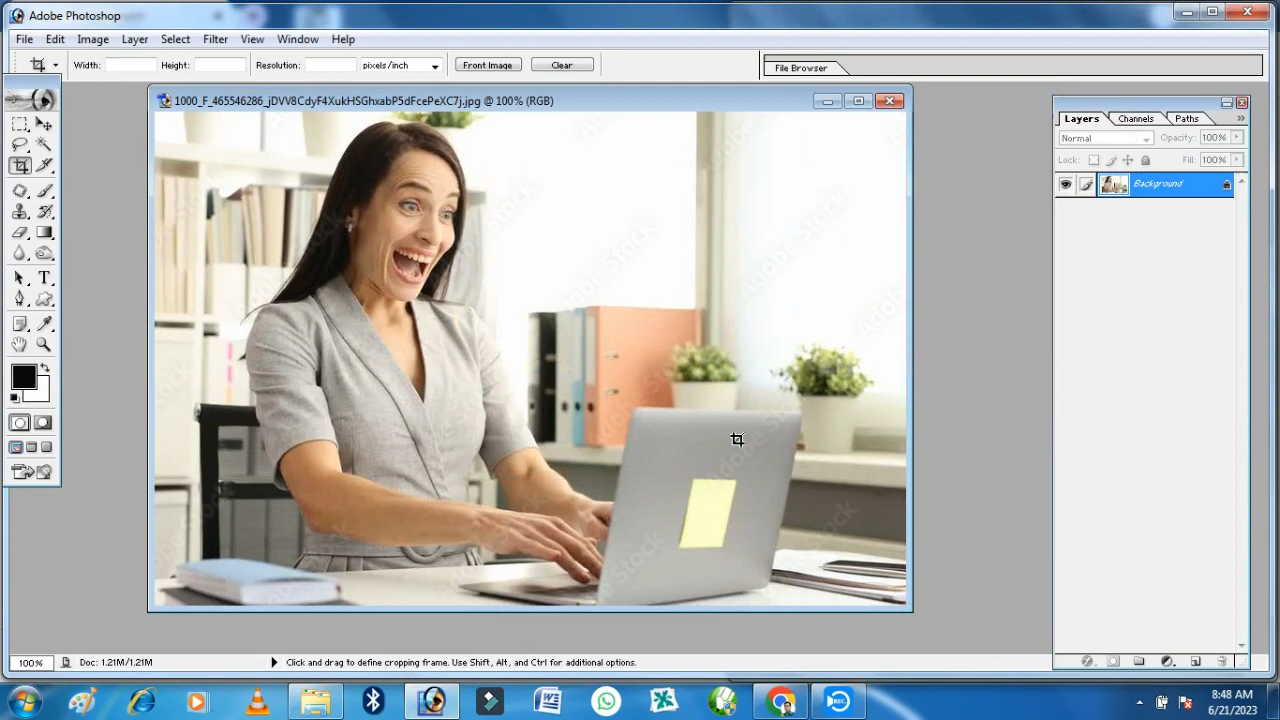 Adobe Photoshop
File Edit Image Layer Select Filter View Window Help
Width: Height: Resolution: pixels/inch Front Image Clear File Browser
1000_F_465546286_jDVV8CdyF4XukHSGhxabP5dFcePeXC7j.jpg @ 100% (RGB)
Layers Channels Paths
Normal Opacity: 100%
Lock: Fill: 100%
Background
Adobe Stock
100% Doc: 1.21M/1.21M Click and drag to define cropping frame. Use Shift, Alt, and Ctrl for additional options.
REC
8:48 AM
6/21/2023